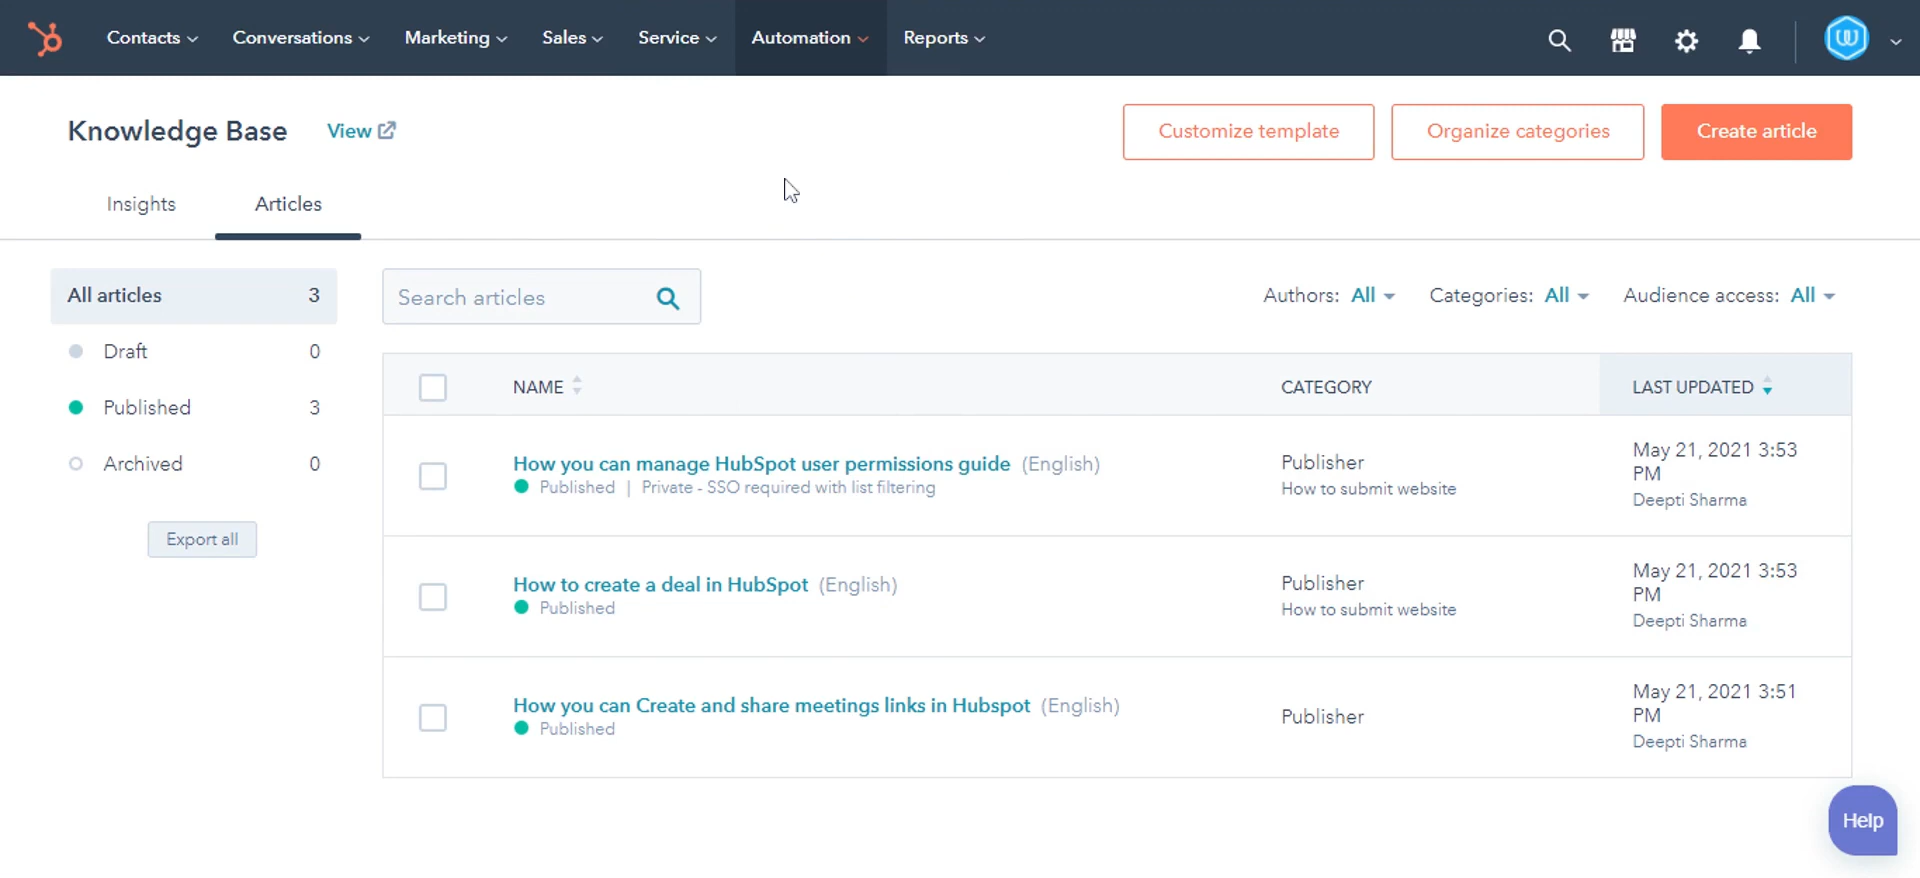 Contacts Conversations Marketing Sales Service Automation Reports
Knowledge Base View
Customize template Organize categories Create article
Insights Articles
All articles 3
Draft 0
Published 3
Archived 0
Export all
Search articles
Authors: All Categories: All Audience access: All
NAME CATEGORY LAST UPDATED
How you can manage HubSpot user permissions guide (English)
Published | Private - SSO required with list filtering
Publisher
How to submit website
May 21, 2021 3:53
PM
Deepti Sharma
How to create a deal in HubSpot (English)
Published
Publisher
How to submit website
May 21, 2021 3:53
PM
Deepti Sharma
How you can Create and share meetings links in Hubspot (English)
Published
Publisher
May 21, 2021 3:51
PM
Deepti Sharma
Help